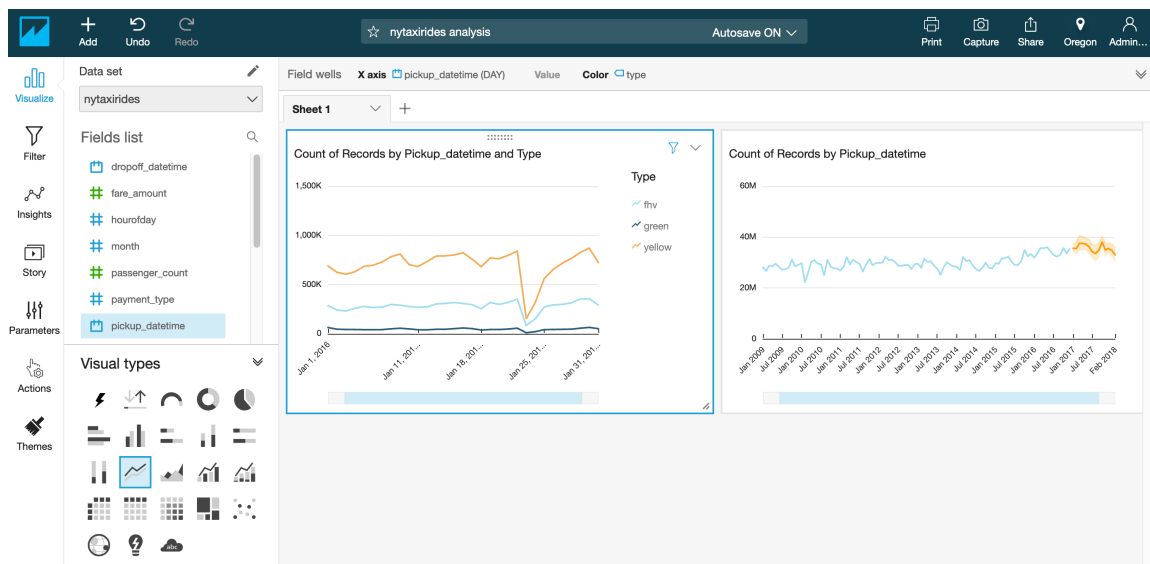 Add
Undo
Redo
nytaxirides analysis
Autosave ON
Print
Capture
Share
Oregon
Admin...
Visualize
Filter
Insights
Story
Parameters
Actions
Themes
Data set
nytaxirides
Fields list
dropoff_datetime
fare_amount
hourofday
month
passenger_count
payment_type
pickup_datetime
Visual types
abc
Field wells X axis pickup_datetime (DAY) Value Color type
Sheet 1
Count of Records by Pickup_datetime and Type
1,500K
1,000K
500K
0
Jan 1, 2016
Jan 11, 201...
Jan 18, 201...
Jan 25, 201...
Jan 31, 201...
Type
fhv
green
yellow
Count of Records by Pickup_datetime
60M
40M
20M
0
Jan 2009
Jul 2009
Jan 2010
Jul 2010
Jan 2011
Jul 2011
Jan 2012
Jul 2012
Jan 2013
Jul 2013
Jan 2014
Jul 2014
Jan 2015
Jul 2015
Jan 2016
Jul 2016
Jan 2017
Jul 2017
Feb 2018